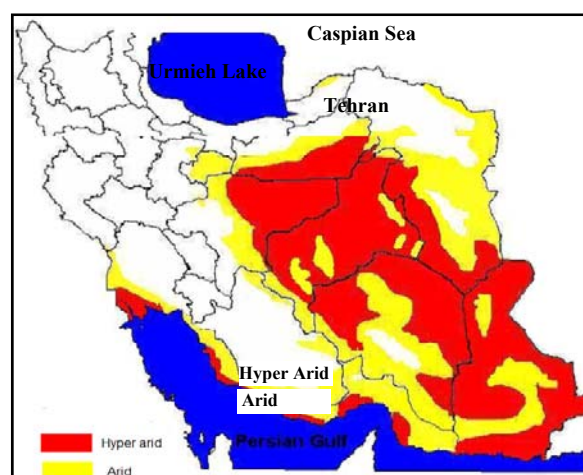 Caspian Sea
Urmieh Lake
Tehran
Hyper Arid
Arid
Hyper arid
Persian Gulf
Arid